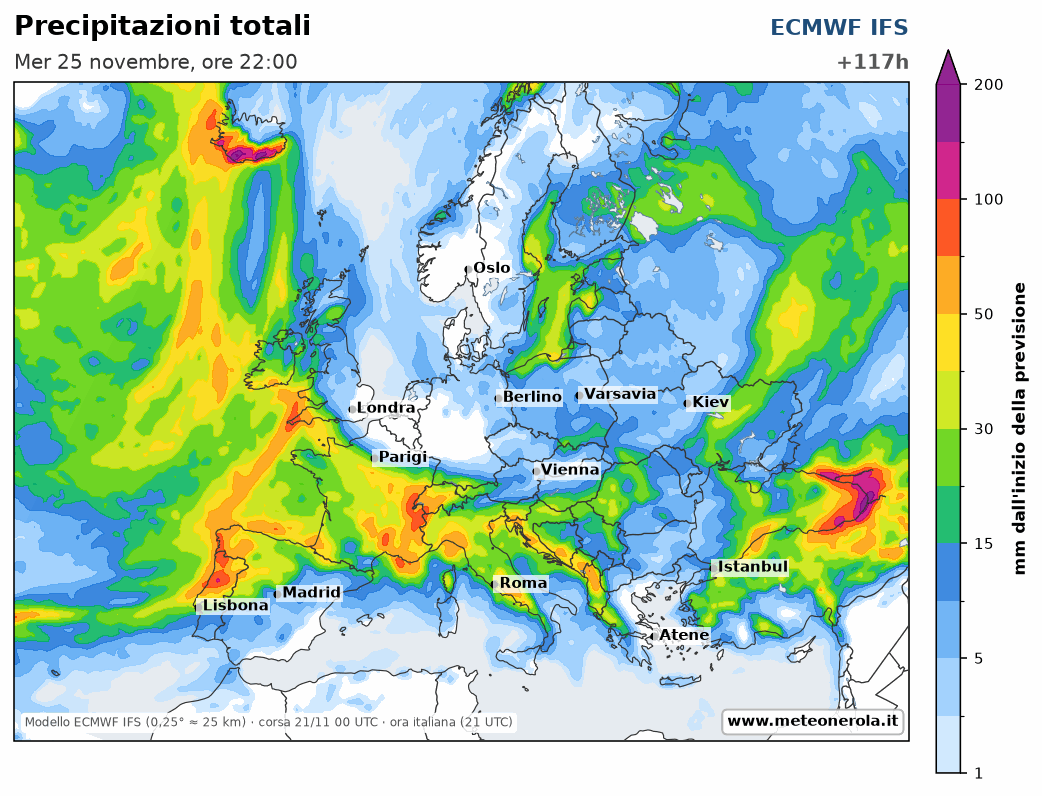 Precipitazioni totali
ECMWF IFS
Mer 25 novembre, ore 22:00
+117h
200
100
50
30
15
5
1
mm dall'inizio della previsione
Oslo
Berlino
Varsavia
Kiev
Londra
Parigi
Vienna
Istanbul
Roma
Madrid
Lisbona
Atene
Modello ECMWF IFS (0,25° ≈ 25 km) · corsa 21/11 00 UTC · ora italiana (21 UTC)
www.meteonerola.it